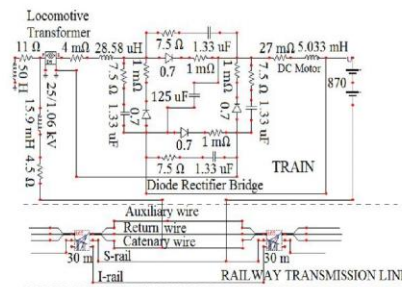 Locomotive
Transformer
11 Ω
4 mΩ
28.58 uH
7.5 Ω
1.33 uF
1 mΩ
0.7
1 mΩ
1 mΩ
27 mΩ
5.033 mH
DC Motor
870
50 H
25/1.06 kV
15.9 mH
4.5 Ω
7.5 Ω
1.33 uF
125 uF
0.7
0.7
1 mΩ
7.5 Ω
1.33 uF
7.5 Ω
1.33 uF
Diode Rectifier Bridge
TRAIN
Auxiliary wire
Return wire
Catenary wire
30 m
S-rail
30 m
I-rail
RAILWAY TRANSMISSION LINE